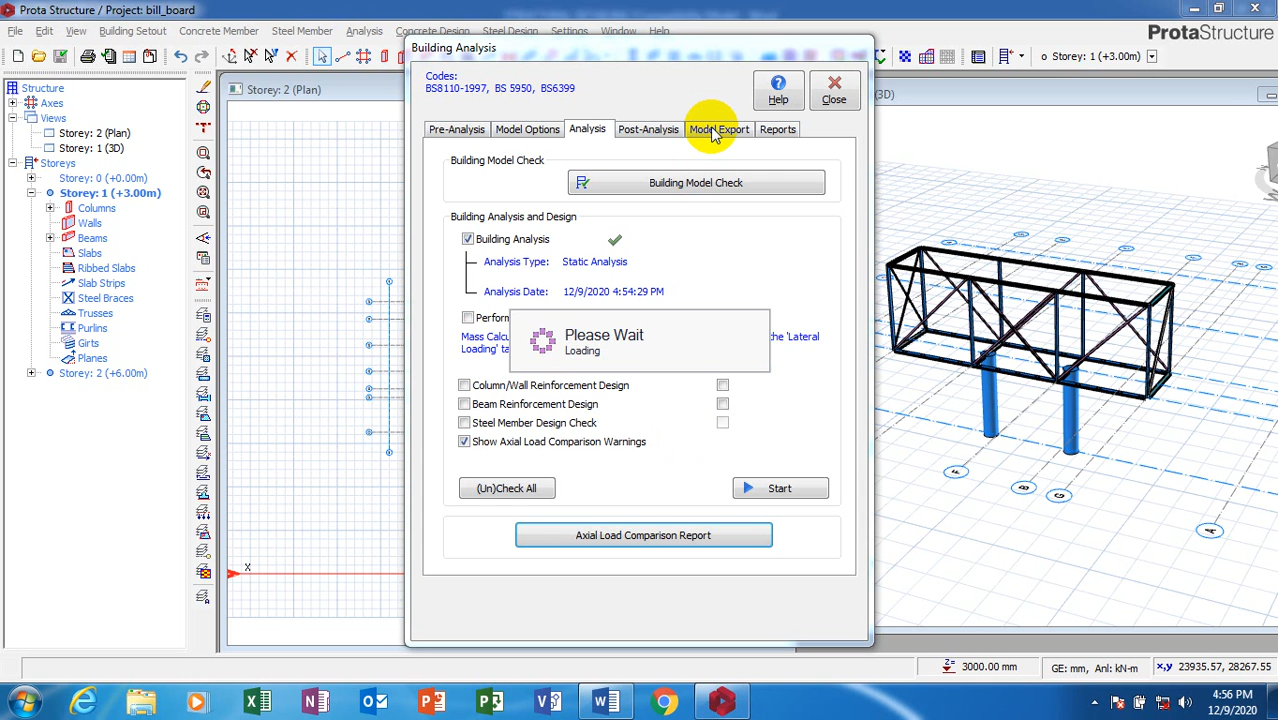 Prota Structure / Project: bill_board
File Edit View Building Setout Concrete Member Steel Member Analysis Concrete Design Steel Design Settings Window Help
ProtaStructure
Storey: 1 (+3.00m)
Structure
Axes
Views
Storey: 2 (Plan)
Storey: 1 (3D)
Storeys
Storey: 0 (+0.00m)
Storey: 1 (+3.00m)
Columns
Walls
Beams
Slabs
Ribbed Slabs
Slab Strips
Steel Braces
Trusses
Purlins
Girts
Planes
Storey: 2 (+6.00m)
Storey: 2 (Plan)
X
Building Analysis
Codes:
BS8110-1997, BS 5950, BS6399
Help
Close
Pre-Analysis Model Options Analysis Post-Analysis Model Export Reports
Building Model Check
Building Model Check
Building Analysis and Design
Building Analysis
Analysis Type: Static Analysis
Analysis Date: 12/9/2020 4:54:29 PM
Perform
Mass Calcu
the 'Lateral
Loading' ta
Please Wait
Loading
Column/Wall Reinforcement Design
Beam Reinforcement Design
Steel Member Design Check
Show Axial Load Comparison Warnings
(Un)Check All
Start
Axial Load Comparison Report
(3D)
F
B
G
A
Z= 3000.00 mm
GE: mm, Anl: kN-m
x,y 23935.57, 28267.55
4:56 PM
12/9/2020